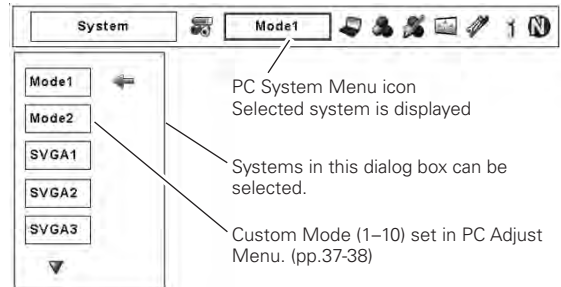 System
Mode1
N
Mode1
Mode2
SVGA1
SVGA2
SVGA3
PC System Menu icon
Selected system is displayed
Systems in this dialog box can be
selected.
Custom Mode (1–10) set in PC Adjust
Menu. (pp.37-38)